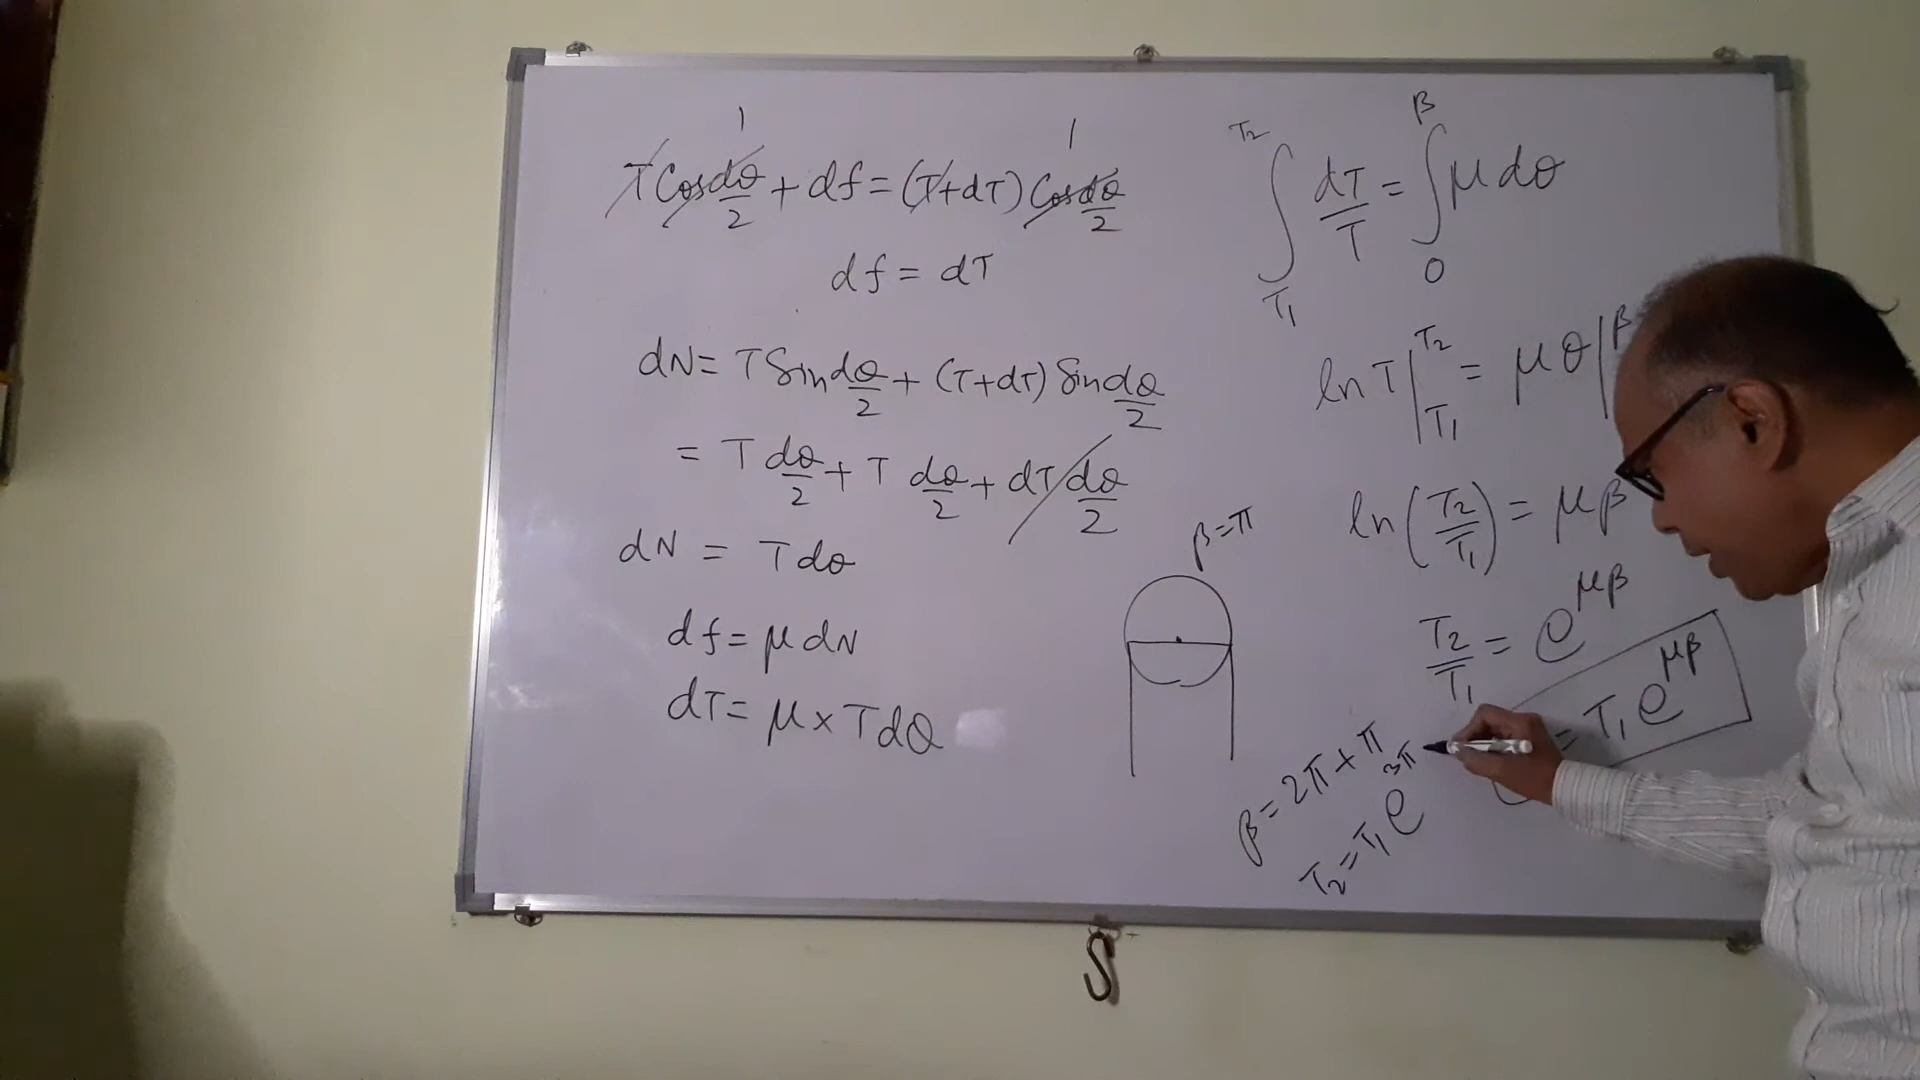 1 1
T Cos dθ/2 + df = (T+dT) Cos dθ/2
df = dT
dN = T Sin dθ/2 + (T+dT) Sin dθ/2
= T dθ/2 + T dθ/2 + dT dθ/2
dN = T dθ
df = μ dN
dT = μ × T dθ
β = π
∫_{T1}^{T2} dT/T = ∫_0^β μ dθ
ln T |_{T1}^{T2} = μ θ |^β
ln (T2/T1) = μβ
T2/T1 = e^{μβ}
= T1 e^{μβ}
β = 2π + π
T2 = T1 e^{3π}